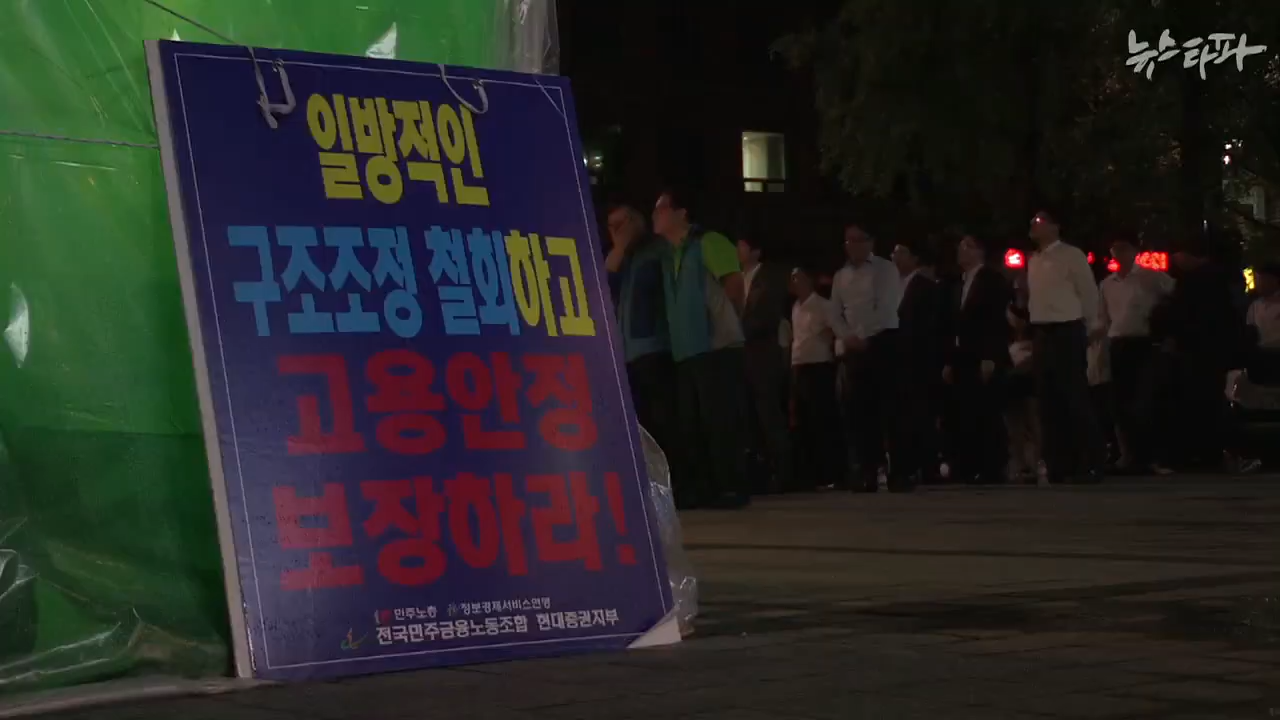 뉴스타파
일방적인
구조조정 철회하고
고용안정
보장하라!
민주노총 정보경제서비스연맹
전국민주금융노동조합 현대증권지부